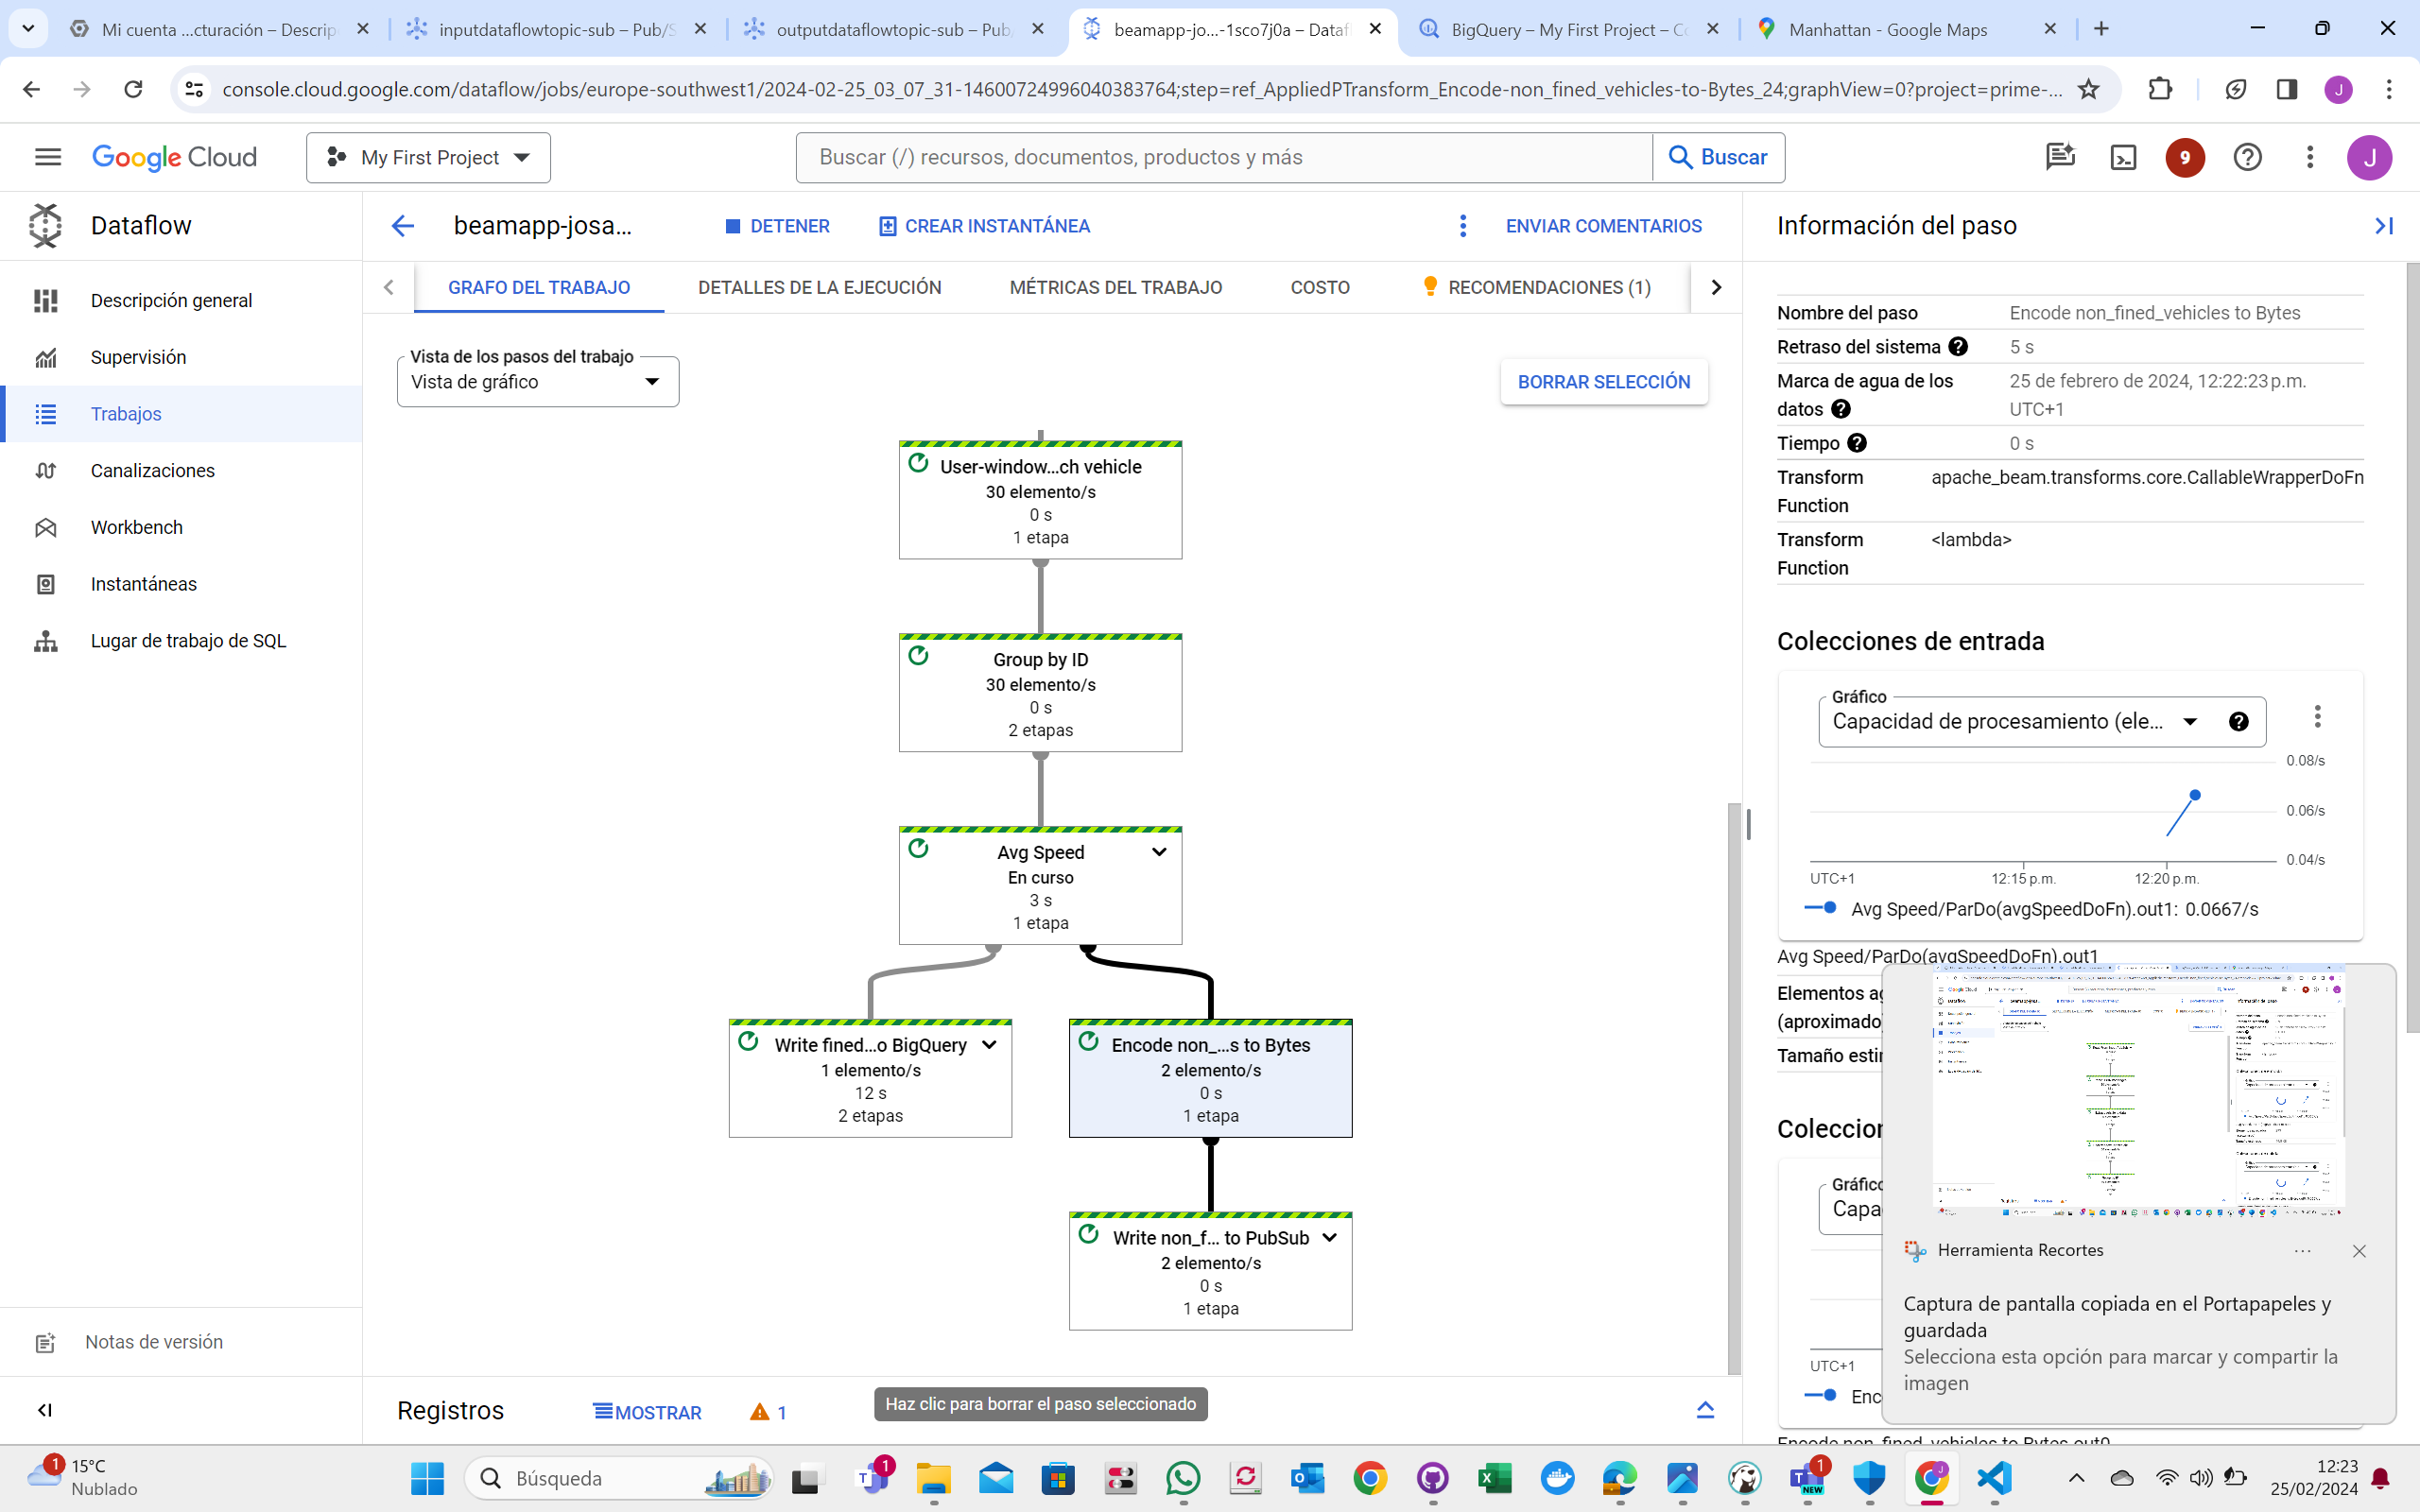 Mi cuenta ...cturación – Descrip
inputdataflowtopic-sub – Pub/S
outputdataflowtopic-sub – Pub/
beamapp-jo...-1sco7j0a – Dataf
BigQuery – My First Project – Co
Manhattan - Google Maps
console.cloud.google.com/dataflow/jobs/europe-southwest1/2024-02-25_03_07_31-14600724996040383764;step=ref_AppliedPTransform_Encode-non_fined_vehicles-to-Bytes_24;graphView=0?project=prime-...
J
Google Cloud
My First Project
Buscar (/) recursos, documentos, productos y más
Buscar
9
J
Dataflow
Descripción general
Supervisión
Trabajos
Canalizaciones
Workbench
Instantáneas
Lugar de trabajo de SQL
Notas de versión
beamapp-josa...
DETENER
CREAR INSTANTÁNEA
ENVIAR COMENTARIOS
GRAFO DEL TRABAJO
DETALLES DE LA EJECUCIÓN
MÉTRICAS DEL TRABAJO
COSTO
RECOMENDACIONES (1)
Vista de los pasos del trabajo
Vista de gráfico
BORRAR SELECCIÓN
User-window...ch vehicle
30 elemento/s
0 s
1 etapa
Group by ID
30 elemento/s
0 s
2 etapas
Avg Speed
En curso
3 s
1 etapa
Write fined...o BigQuery
1 elemento/s
12 s
2 etapas
Encode non_...s to Bytes
2 elemento/s
0 s
1 etapa
Write non_f... to PubSub
2 elemento/s
0 s
1 etapa
Registros
MOSTRAR
1
Haz clic para borrar el paso seleccionado
Información del paso
Nombre del paso Encode non_fined_vehicles to Bytes
Retraso del sistema 5 s
Marca de agua de los datos 25 de febrero de 2024, 12:22:23 p.m. UTC+1
Tiempo 0 s
Transform Function apache_beam.transforms.core.CallableWrapperDoFn
Transform Function <lambda>
Colecciones de entrada
Gráfico
Capacidad de procesamiento (ele...
0.08/s
0.06/s
0.04/s
UTC+1
12:15 p.m.
12:20 p.m.
Avg Speed/ParDo(avgSpeedDoFn).out1: 0.0667/s
Avg Speed/ParDo(avgSpeedDoFn).out1
Elementos ag
(aproximado)
Tamaño esti
Coleccion
Gráfico
Capa
UTC+1
Enc
Encode non_fined_vehicles to Bytes.out0
Herramienta Recortes
Captura de pantalla copiada en el Portapapeles y
guardada
Selecciona esta opción para marcar y compartir la
imagen
1
15°C
Nublado
Búsqueda
1
1
NEW
12:23
25/02/2024